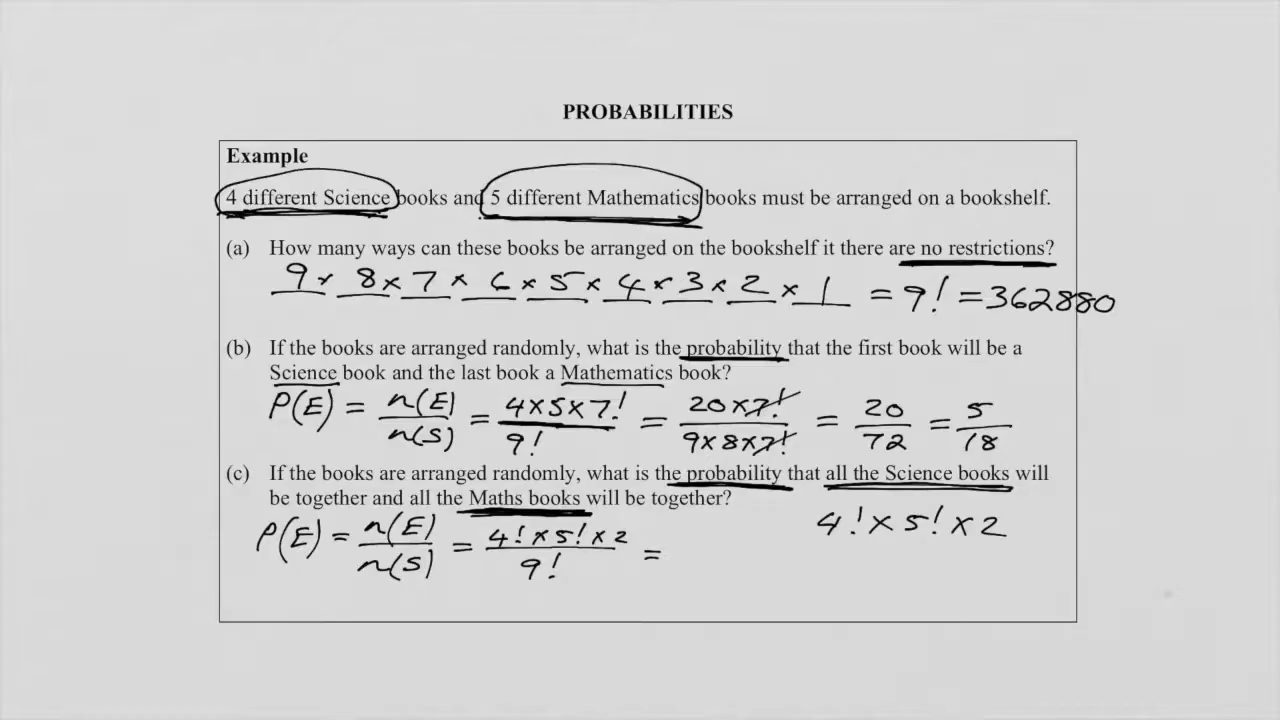 PROBABILITIES
Example
4 different Science books and 5 different Mathematics books must be arranged on a bookshelf.
(a) How many ways can these books be arranged on the bookshelf it there are no restrictions?
9 × 8 × 7 × 6 × 5 × 4 × 3 × 2 × 1 = 9! = 362880
(b) If the books are arranged randomly, what is the probability that the first book will be a
Science book and the last book a Mathematics book?
P(E) = n(E)/n(S) = 4×5×7!/9! = 20×7!/9×8×7! = 20/72 = 5/18
(c) If the books are arranged randomly, what is the probability that all the Science books will
be together and all the Maths books will be together?
4! × 5! × 2
P(E) = n(E)/n(S) = 4!×5!×2/9! =